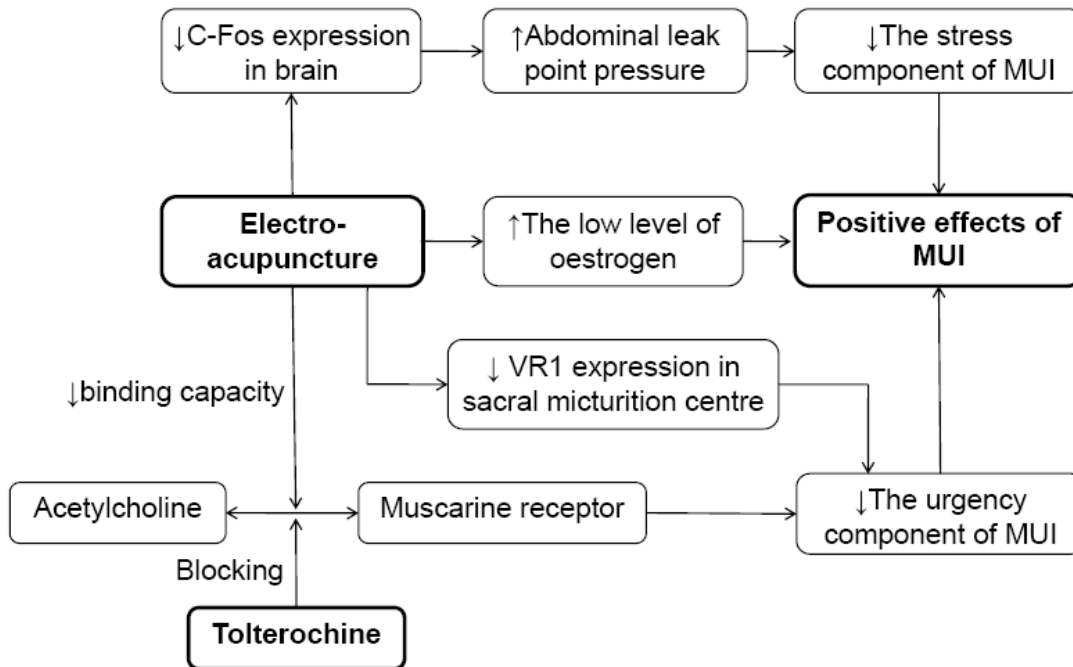 ↓C-Fos expression
in brain
↑Abdominal leak
point pressure
↓The stress
component of MUI
Electro-
acupuncture
↑The low level of
oestrogen
Positive effects of
MUI
↓ VR1 expression in
sacral micturition centre
↓binding capacity
Acetylcholine
Muscarine receptor
↓The urgency
component of MUI
Blocking
Tolterochine